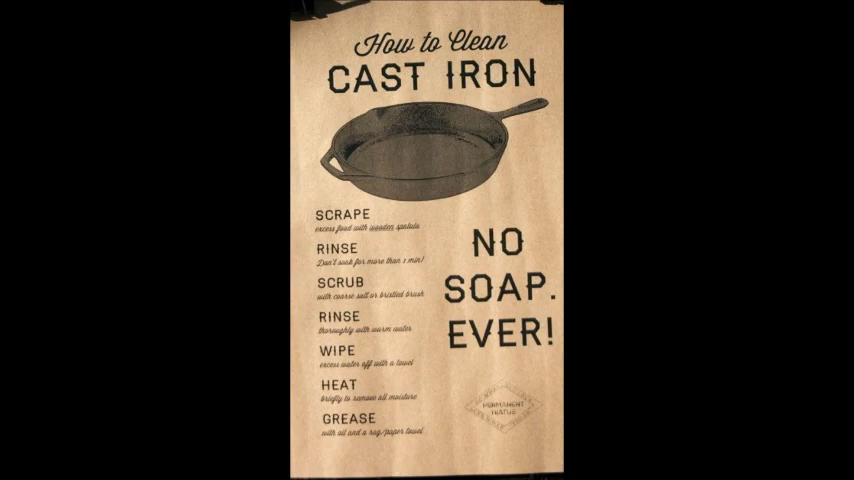 How to Clean
CAST IRON
SCRAPE
excess food with wooden spatula
RINSE
Don't soak for more than 1 min!
SCRUB
with coarse salt or bristled brush
RINSE
thoroughly with warm water
WIPE
excess water off with a towel
HEAT
briefly to remove all moisture
GREASE
with oil and a rag/paper towel
NO
SOAP.
EVER!
PERMANENT